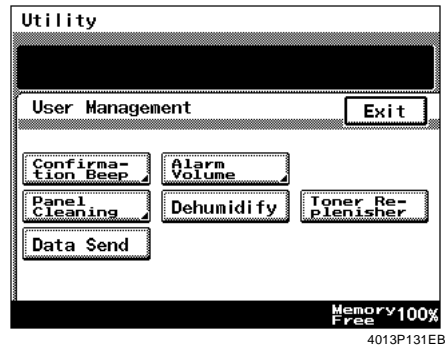 Utility
User Management
Exit
Confirma-
tion Beep
Alarm
Volume
Panel
Cleaning
Dehumidify
Toner Re-
plenisher
Data Send
Memory
Free
100%
4013P131EB